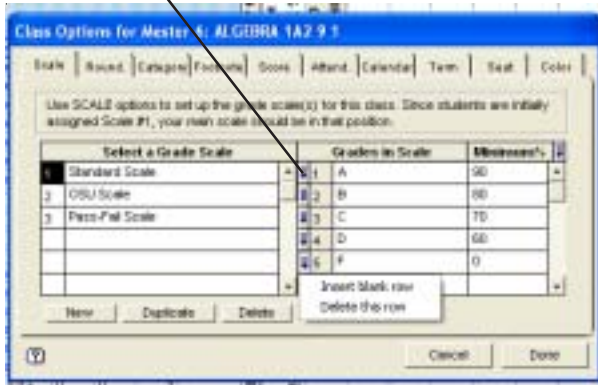 Class Options for Mester 6: ALGEBRA 1A2 9 1
Scale Round. Category Footnote Score Attend. Calendar Term Seat Color
Use SCALE options to set up the grade scale(s) for this class. Since students are initially
assigned Scale #1, your main scale should be in that position.
Select a Grade Scale Grades in Scale Minimum%
1 Standard Scale 1 A 90
2 OSU Scale 2 B 80
3 Pass-Fail Scale 3 C 70
4 D 60
5 F 0
Insert blank row
Delete this row
New Duplicate Delete
? Cancel Done